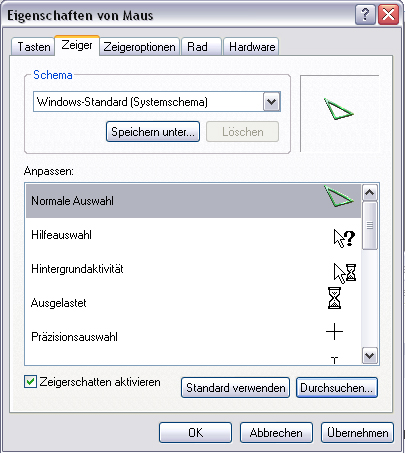 Eigenschaften von Maus
Tasten Zeiger Zeigeroptionen Rad Hardware
Schema
Windows-Standard (Systemschema)
Speichern unter... Löschen
Anpassen:
Normale Auswahl
Hilfeauswahl
Hintergrundaktivität
Ausgelastet
Präzisionsauswahl
Zeigerschatten aktivieren
Standard verwenden Durchsuchen...
OK Abbrechen Übernehmen